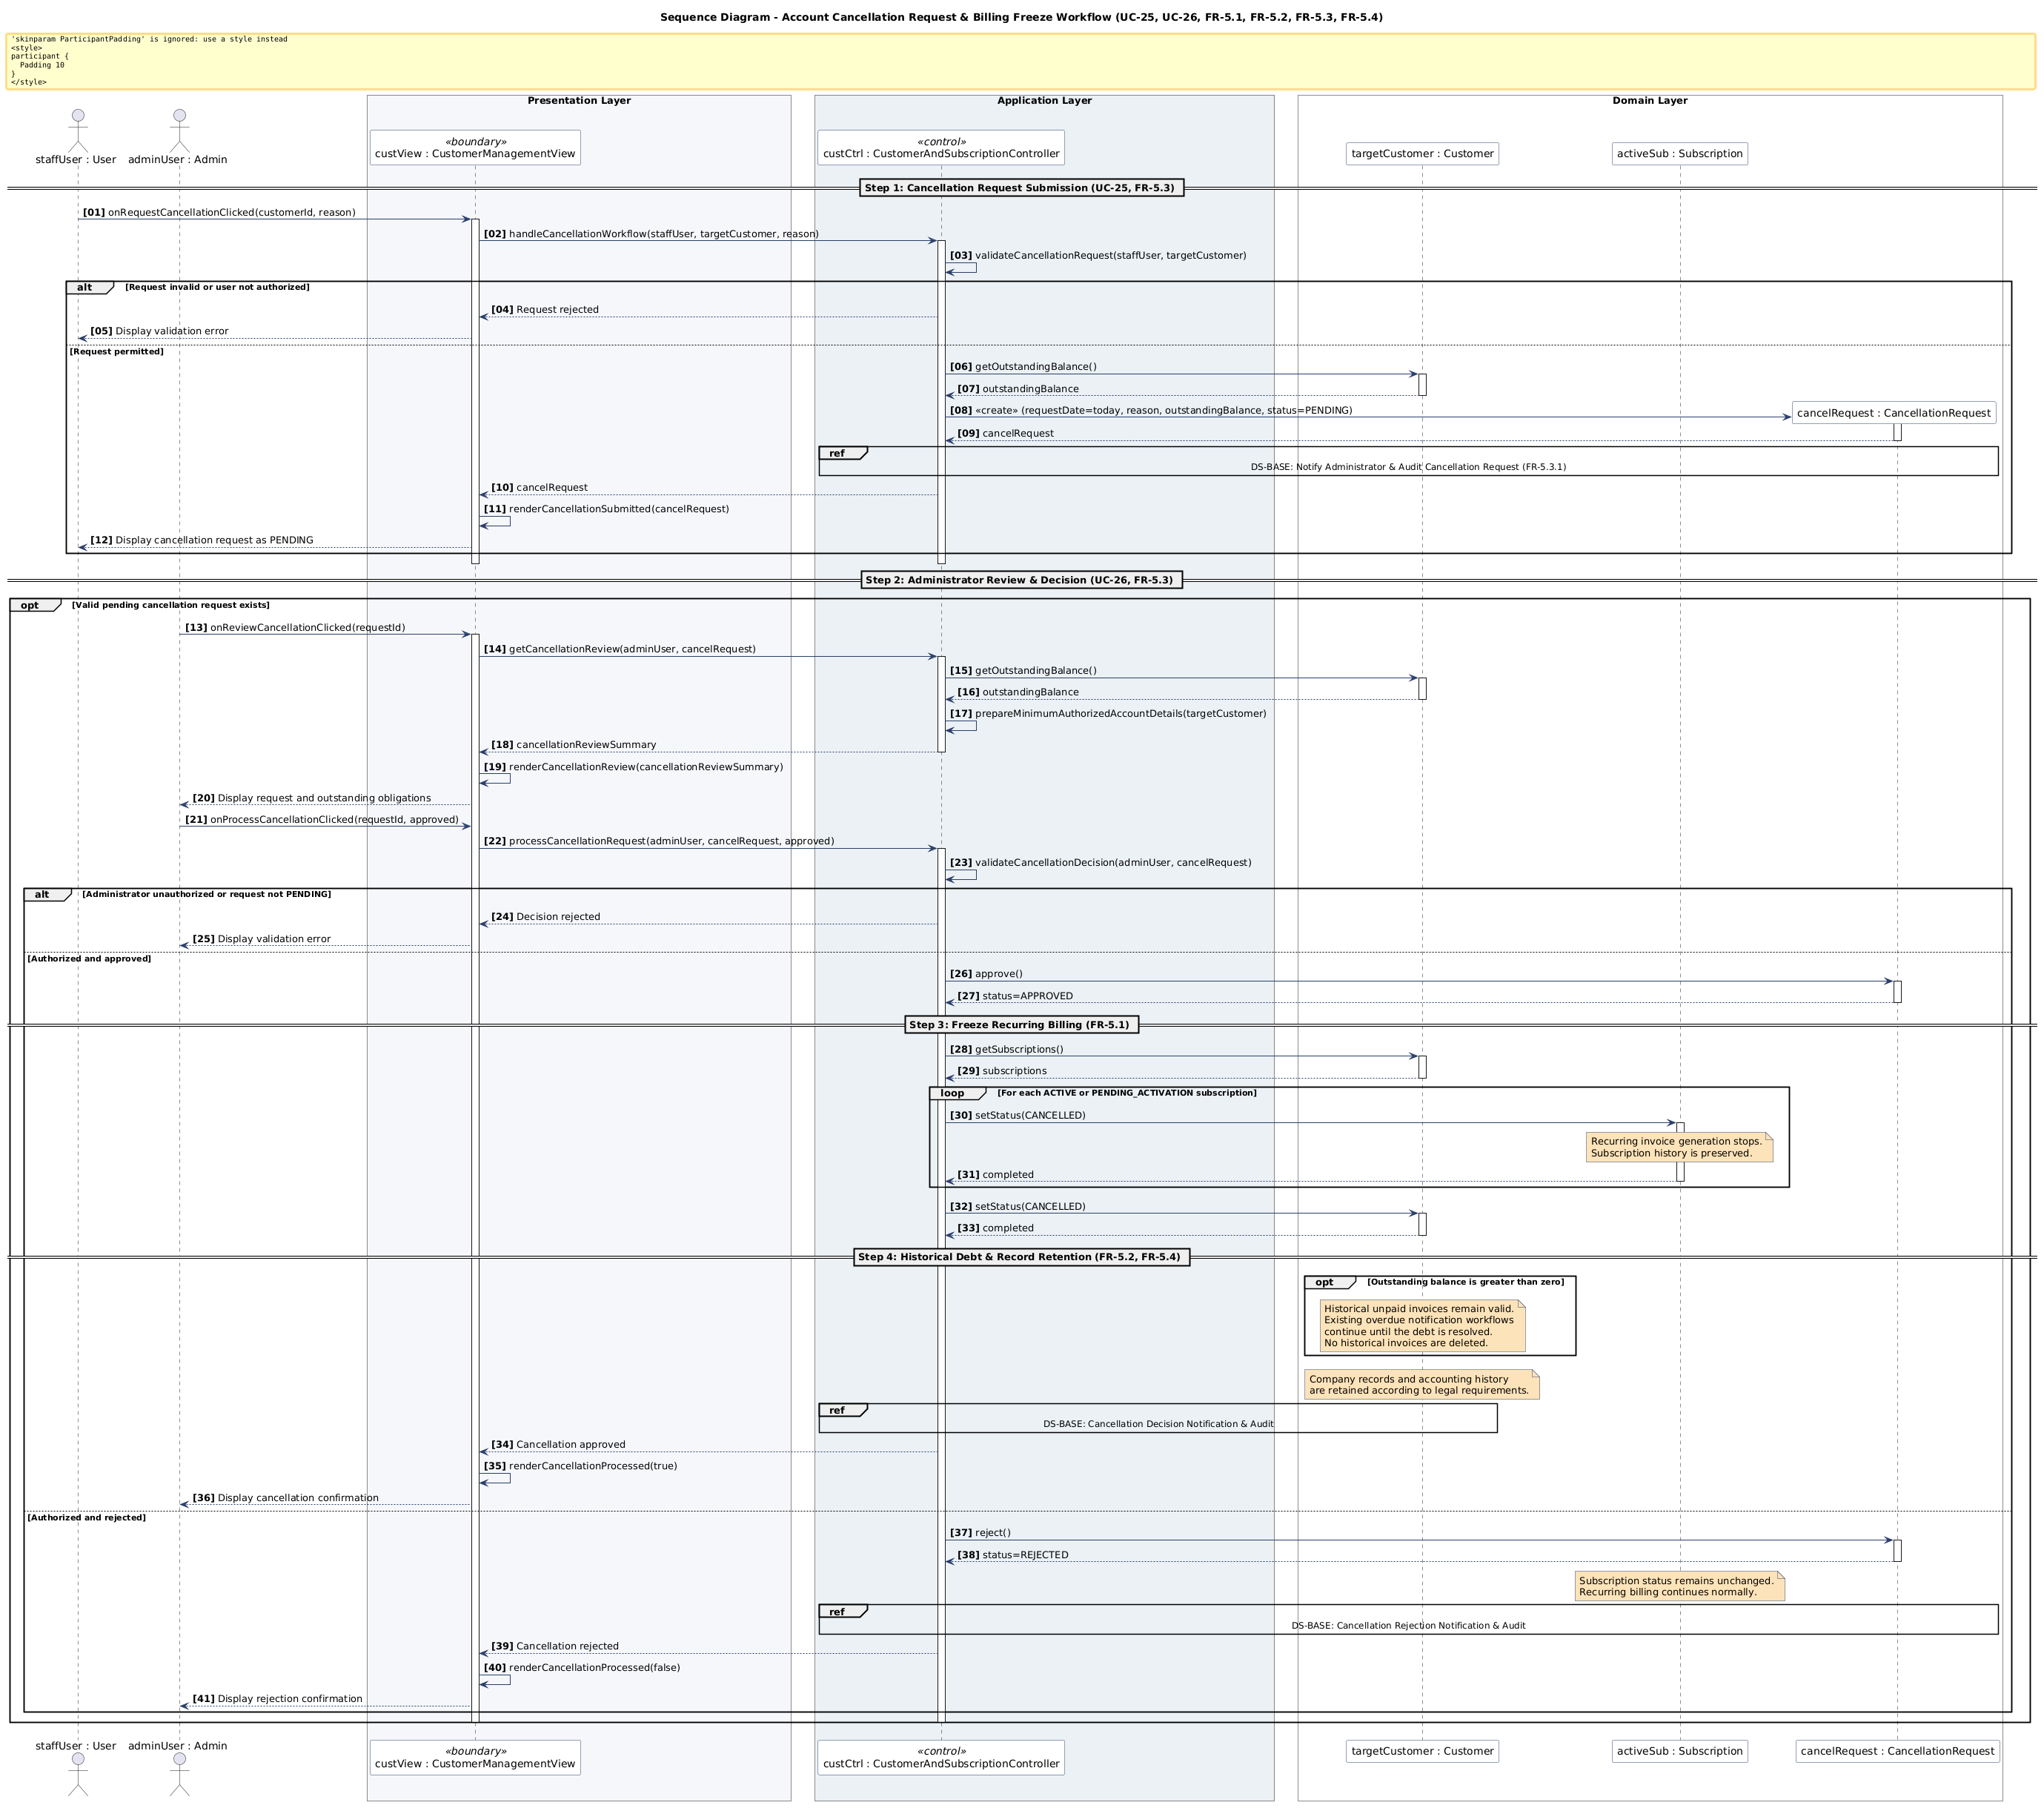 Sequence Diagram - Account Cancellation Request & Billing Freeze Workflow (UC-25, UC-26, FR-5.1, FR-5.2, FR-5.3, FR-5.4)
'skinparam ParticipantPadding' is ignored: use a style instead
<style>
participant {
  Padding 10
}
</style>
Presentation Layer
Application Layer
Domain Layer
staffUser : User
adminUser : Admin
«boundary»
custView : CustomerManagementView
«control»
custCtrl : CustomerAndSubscriptionController
targetCustomer : Customer
activeSub : Subscription
Step 1: Cancellation Request Submission (UC-25, FR-5.3)
[01] onRequestCancellationClicked(customerId, reason)
[02] handleCancellationWorkflow(staffUser, targetCustomer, reason)
[03] validateCancellationRequest(staffUser, targetCustomer)
alt [Request invalid or user not authorized]
[04] Request rejected
[05] Display validation error
[Request permitted]
[06] getOutstandingBalance()
[07] outstandingBalance
[08] «create» (requestDate=today, reason, outstandingBalance, status=PENDING)
cancelRequest : CancellationRequest
[09] cancelRequest
ref
DS-BASE: Notify Administrator & Audit Cancellation Request (FR-5.3.1)
[10] cancelRequest
[11] renderCancellationSubmitted(cancelRequest)
[12] Display cancellation request as PENDING
Step 2: Administrator Review & Decision (UC-26, FR-5.3)
opt [Valid pending cancellation request exists]
[13] onReviewCancellationClicked(requestId)
[14] getCancellationReview(adminUser, cancelRequest)
[15] getOutstandingBalance()
[16] outstandingBalance
[17] prepareMinimumAuthorizedAccountDetails(targetCustomer)
[18] cancellationReviewSummary
[19] renderCancellationReview(cancellationReviewSummary)
[20] Display request and outstanding obligations
[21] onProcessCancellationClicked(requestId, approved)
[22] processCancellationRequest(adminUser, cancelRequest, approved)
[23] validateCancellationDecision(adminUser, cancelRequest)
alt [Administrator unauthorized or request not PENDING]
[24] Decision rejected
[25] Display validation error
[Authorized and approved]
[26] approve()
[27] status=APPROVED
Step 3: Freeze Recurring Billing (FR-5.1)
[28] getSubscriptions()
[29] subscriptions
loop [For each ACTIVE or PENDING_ACTIVATION subscription]
[30] setStatus(CANCELLED)
Recurring invoice generation stops.
Subscription history is preserved.
[31] completed
[32] setStatus(CANCELLED)
[33] completed
Step 4: Historical Debt & Record Retention (FR-5.2, FR-5.4)
opt [Outstanding balance is greater than zero]
Historical unpaid invoices remain valid.
Existing overdue notification workflows
continue until the debt is resolved.
No historical invoices are deleted.
Company records and accounting history
are retained according to legal requirements.
ref
DS-BASE: Cancellation Decision Notification & Audit
[34] Cancellation approved
[35] renderCancellationProcessed(true)
[36] Display cancellation confirmation
[Authorized and rejected]
[37] reject()
[38] status=REJECTED
Subscription status remains unchanged.
Recurring billing continues normally.
ref
DS-BASE: Cancellation Rejection Notification & Audit
[39] Cancellation rejected
[40] renderCancellationProcessed(false)
[41] Display rejection confirmation
staffUser : User
adminUser : Admin
«boundary»
custView : CustomerManagementView
«control»
custCtrl : CustomerAndSubscriptionController
targetCustomer : Customer
activeSub : Subscription
cancelRequest : CancellationRequest